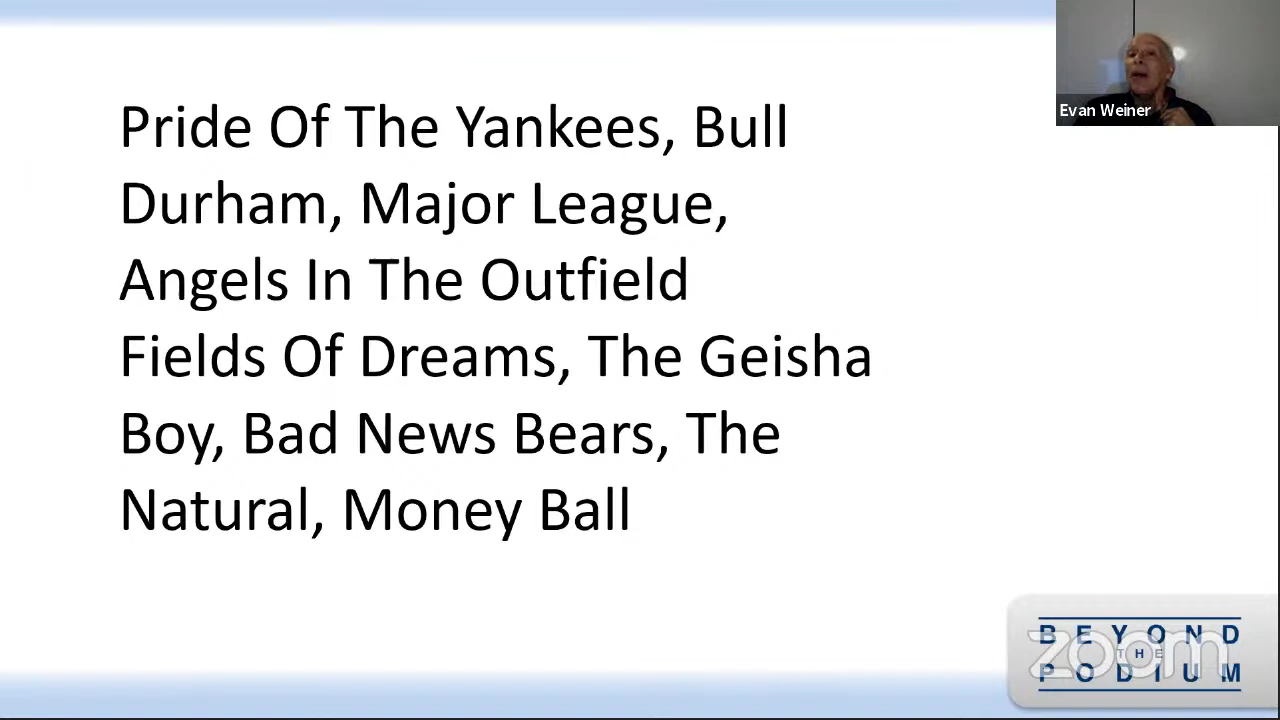 Evan Weiner
Pride Of The Yankees, Bull
Durham, Major League,
Angels In The Outfield
Fields Of Dreams, The Geisha
Boy, Bad News Bears, The
Natural, Money Ball
BEYOND
THE
PODIUM
zoom